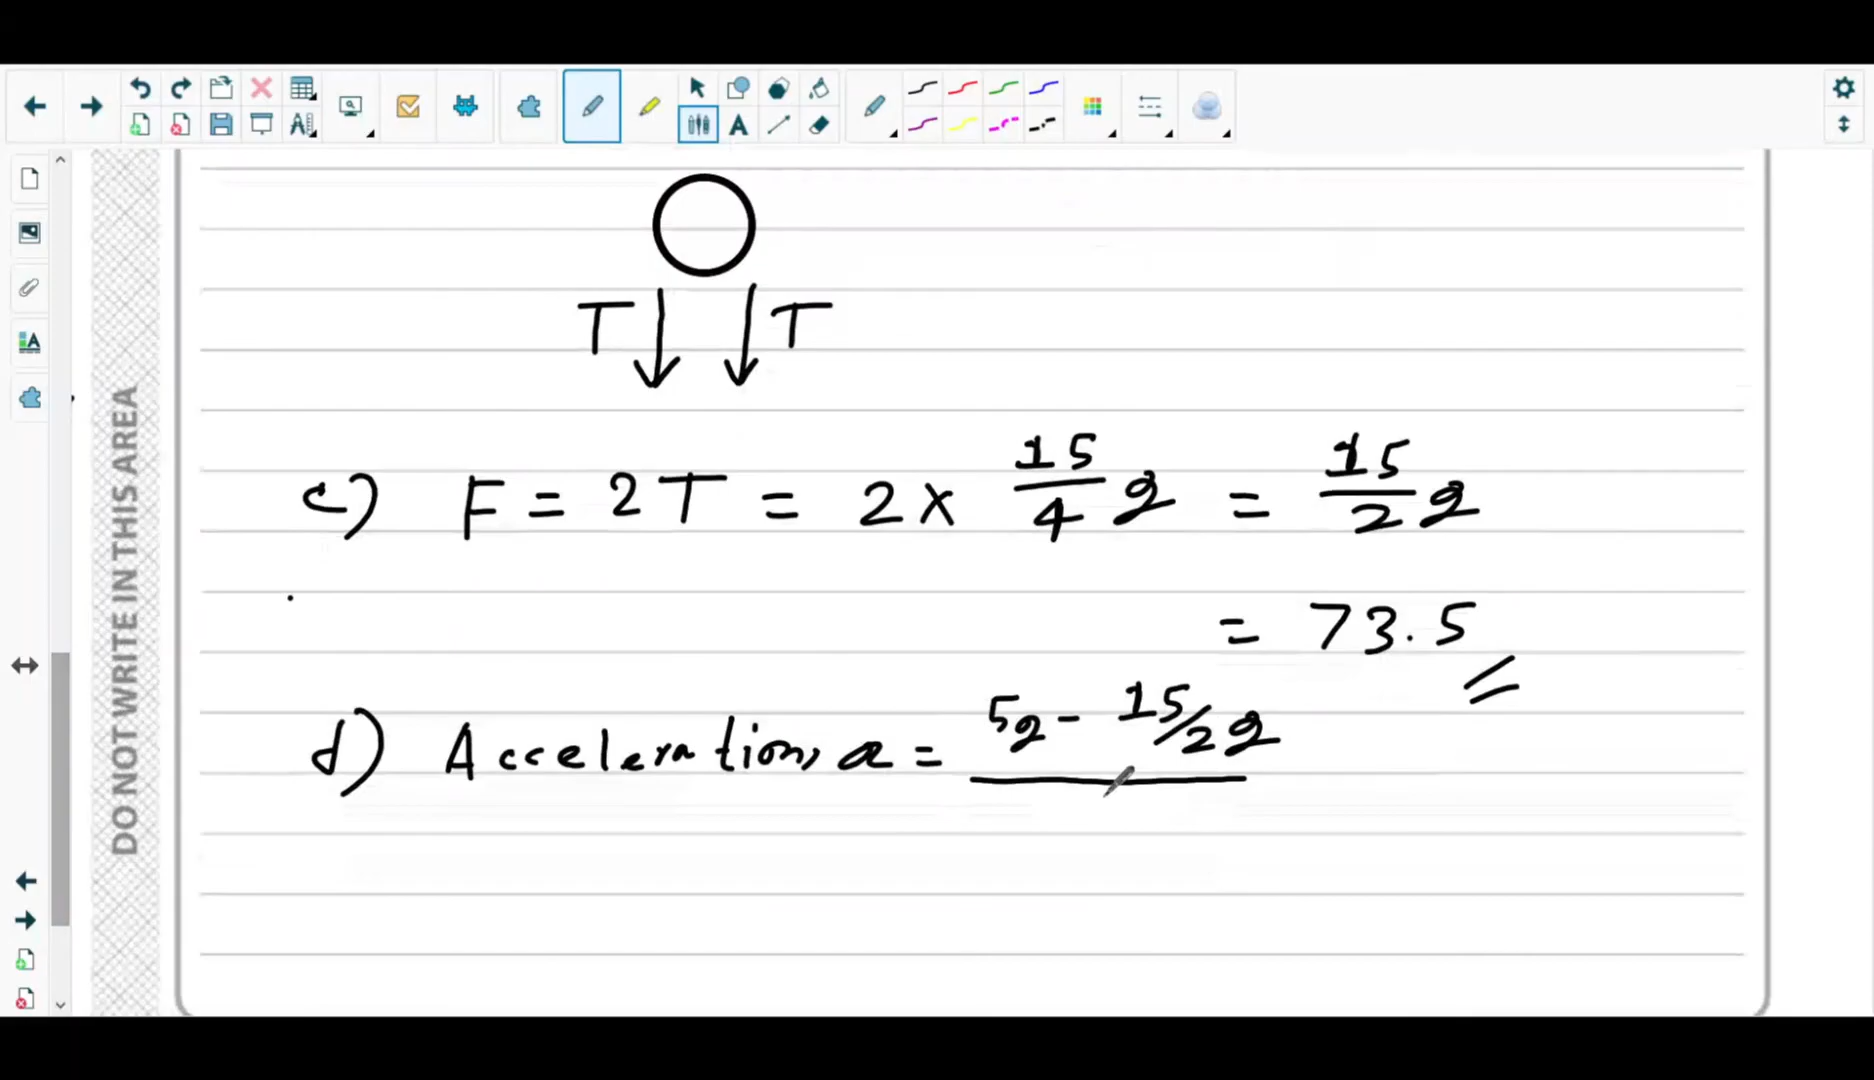 DO NOT WRITE IN THIS AREA
T T
c) F = 2T = 2 x 15/4 g = 15/2 g
= 73.5
d) Acceleration, a = 5g - 15/2 g